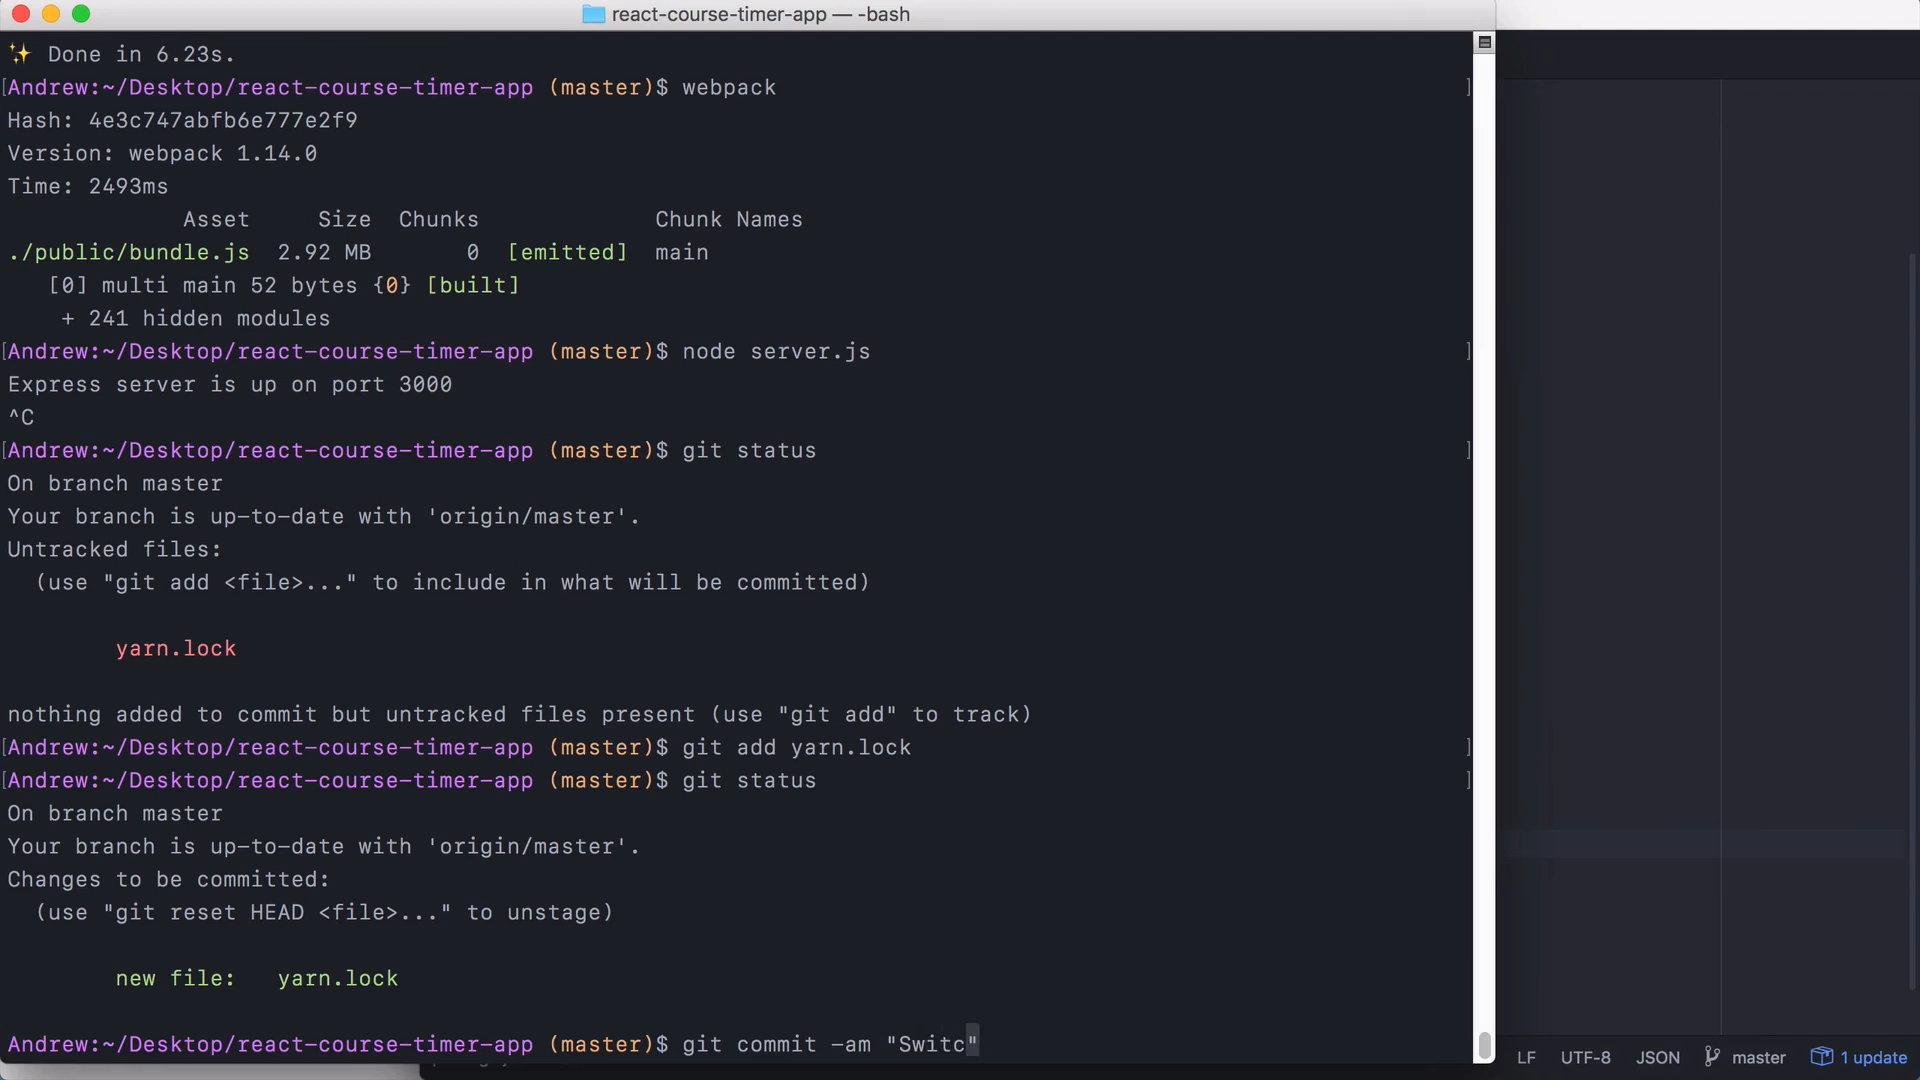 react-course-timer-app — -bash
✨ Done in 6.23s.
[Andrew:~/Desktop/react-course-timer-app (master)$ webpack ]
Hash: 4e3c747abfb6e777e2f9
Version: webpack 1.14.0
Time: 2493ms
Asset Size Chunks Chunk Names
./public/bundle.js 2.92 MB 0 [emitted] main
[0] multi main 52 bytes {0} [built]
+ 241 hidden modules
[Andrew:~/Desktop/react-course-timer-app (master)$ node server.js ]
Express server is up on port 3000
^C
[Andrew:~/Desktop/react-course-timer-app (master)$ git status ]
On branch master
Your branch is up-to-date with 'origin/master'.
Untracked files:
(use "git add <file>..." to include in what will be committed)
yarn.lock
nothing added to commit but untracked files present (use "git add" to track)
[Andrew:~/Desktop/react-course-timer-app (master)$ git add yarn.lock ]
[Andrew:~/Desktop/react-course-timer-app (master)$ git status ]
On branch master
Your branch is up-to-date with 'origin/master'.
Changes to be committed:
(use "git reset HEAD <file>..." to unstage)
new file: yarn.lock
Andrew:~/Desktop/react-course-timer-app (master)$ git commit -am "Switc"
LF UTF-8 JSON master 1 update